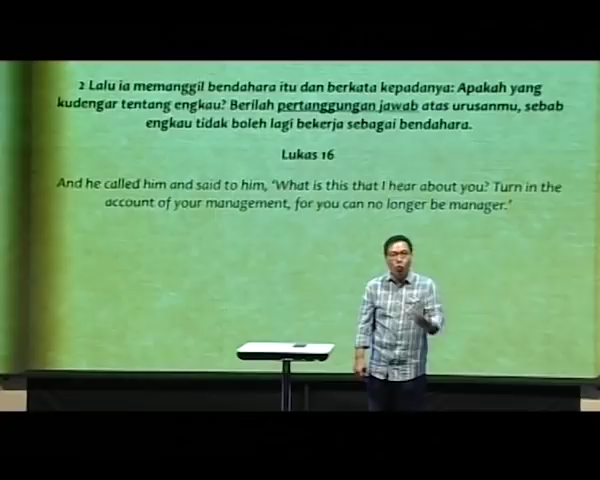 2 Lalu ia memanggil bendahara itu dan berkata kepadanya: Apakah yang
kudengar tentang engkau? Berilah pertanggungan jawab atas urusanmu, sebab
engkau tidak boleh lagi bekerja sebagai bendahara.
Lukas 16
And he called him and said to him, 'What is this that I hear about you? Turn in the
account of your management, for you can no longer be manager.'